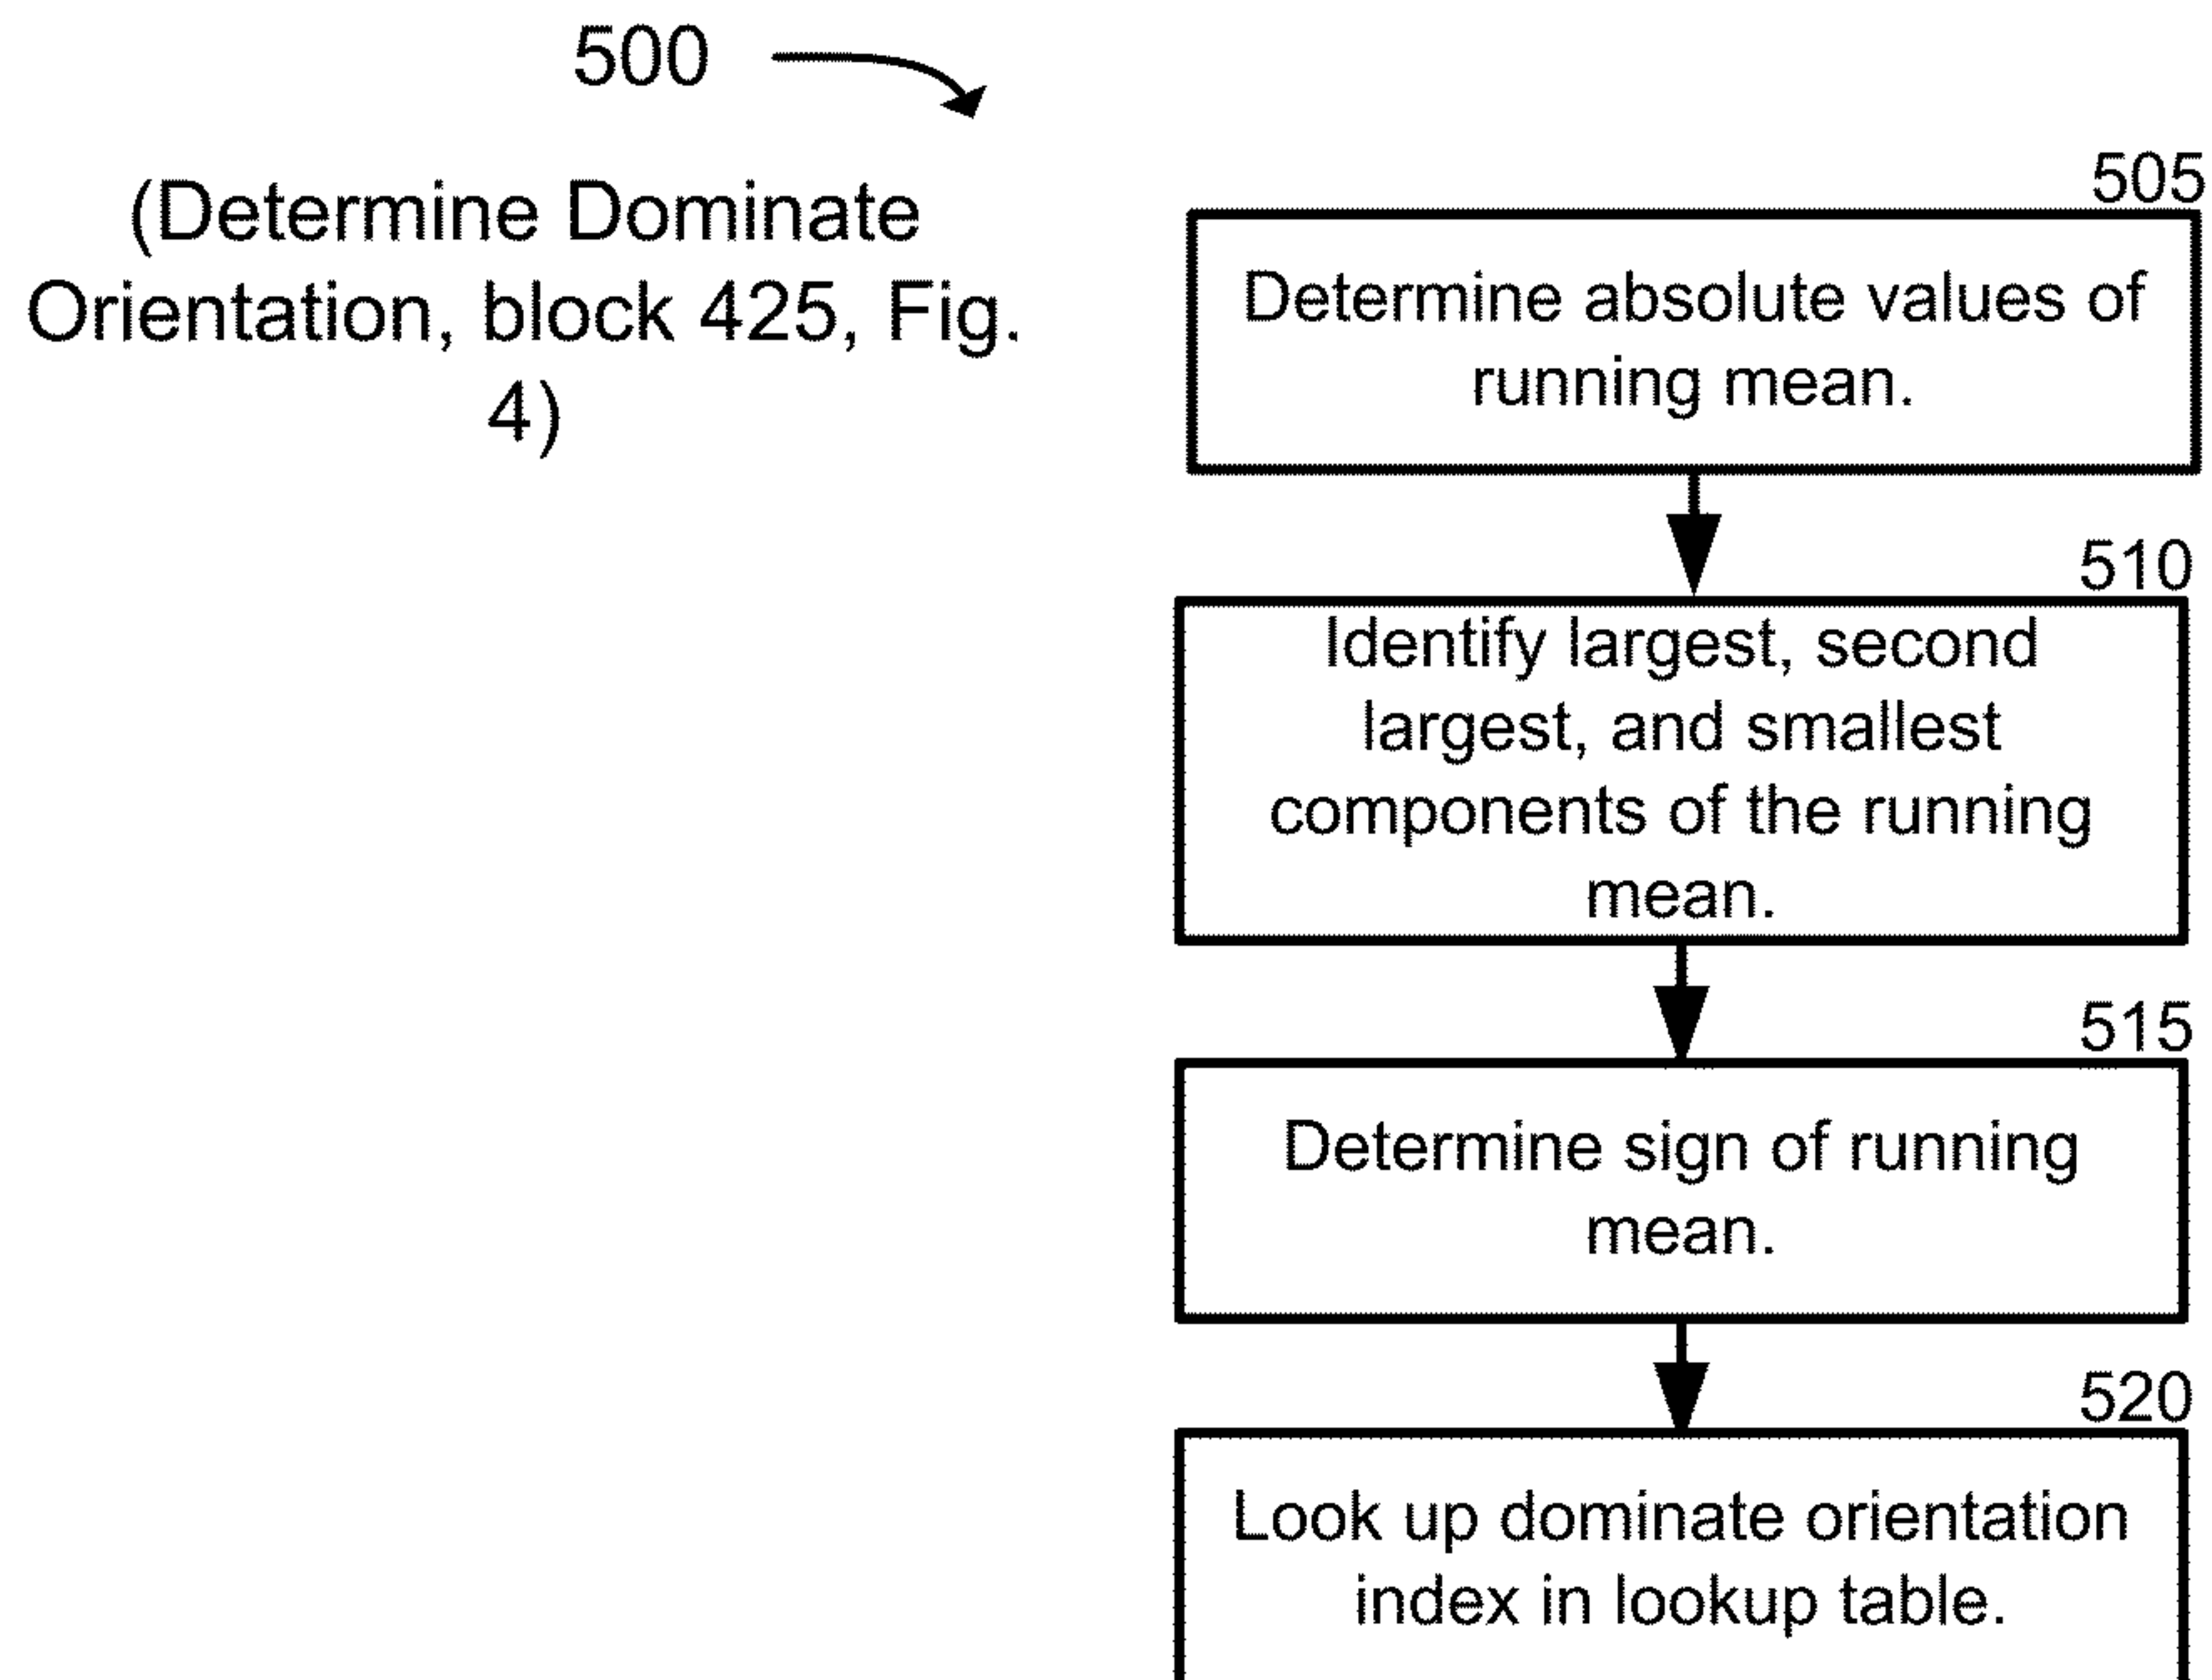 500
(Determine Dominate
Orientation, block 425, Fig.
4)
505
Determine absolute values of
running mean.
510
Identify largest, second
largest, and smallest
components of the running
mean.
515
Determine sign of running
mean.
520
Look up dominate orientation
index in lookup table.